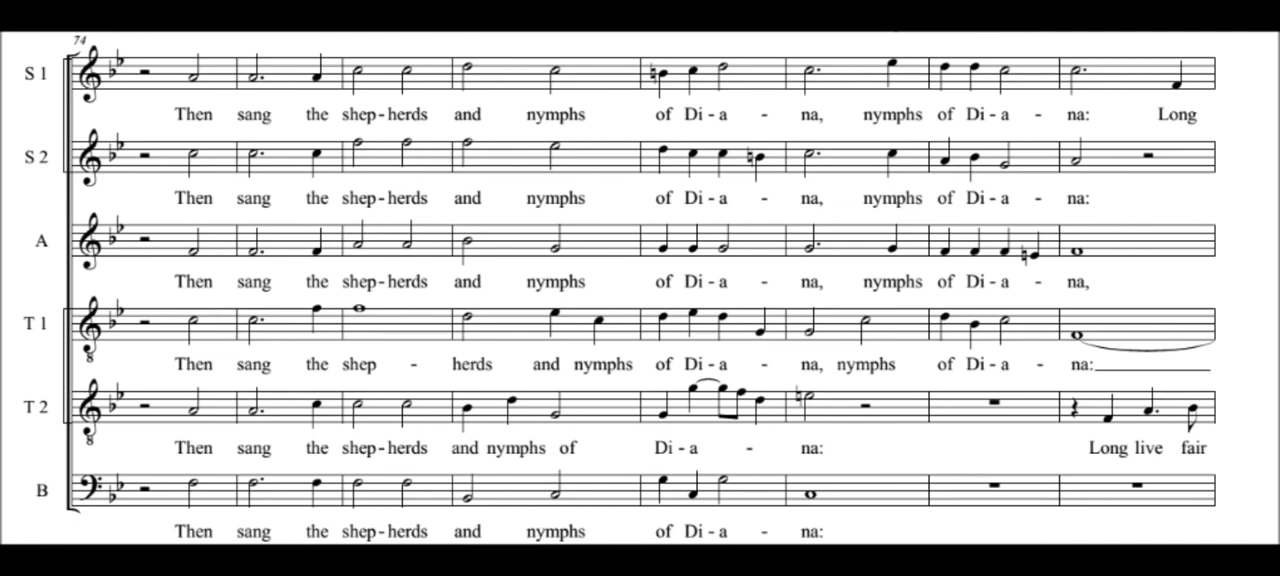 74
S 1
Then sang the shep - herds and nymphs of Di - a - na, nymphs of Di - a - na: Long
S 2
Then sang the shep - herds and nymphs of Di - a - na, nymphs of Di - a - na:
A
Then sang the shep - herds and nymphs of Di - a - na, nymphs of Di - a - na,
T 1
8
Then sang the shep - herds and nymphs of Di - a - na, nymphs of Di - a - na:
T 2
8
Then sang the shep - herds and nymphs of Di - a - na: Long live fair
B
Then sang the shep - herds and nymphs of Di - a - na: